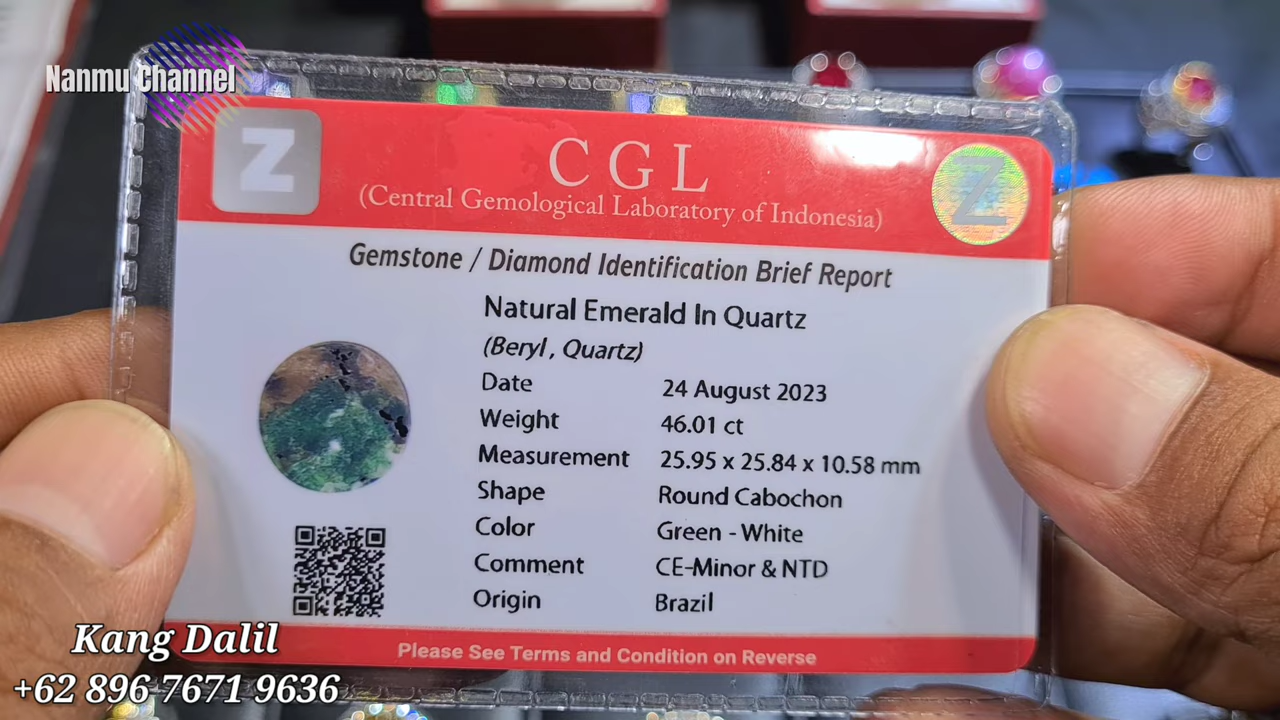 Nanmu Channel
Z
CGL
Z
(Central Gemological Laboratory of Indonesia)
Gemstone / Diamond Identification Brief Report
Natural Emerald In Quartz
(Beryl, Quartz)
Date 24 August 2023
Weight 46.01 ct
Measurement 25.95 x 25.84 x 10.58 mm
Shape Round Cabochon
Color Green - White
Comment CE-Minor & NTD
Origin Brazil
Please See Terms and Condition on Reverse
Kang Dalil
+62 896 7671 9636